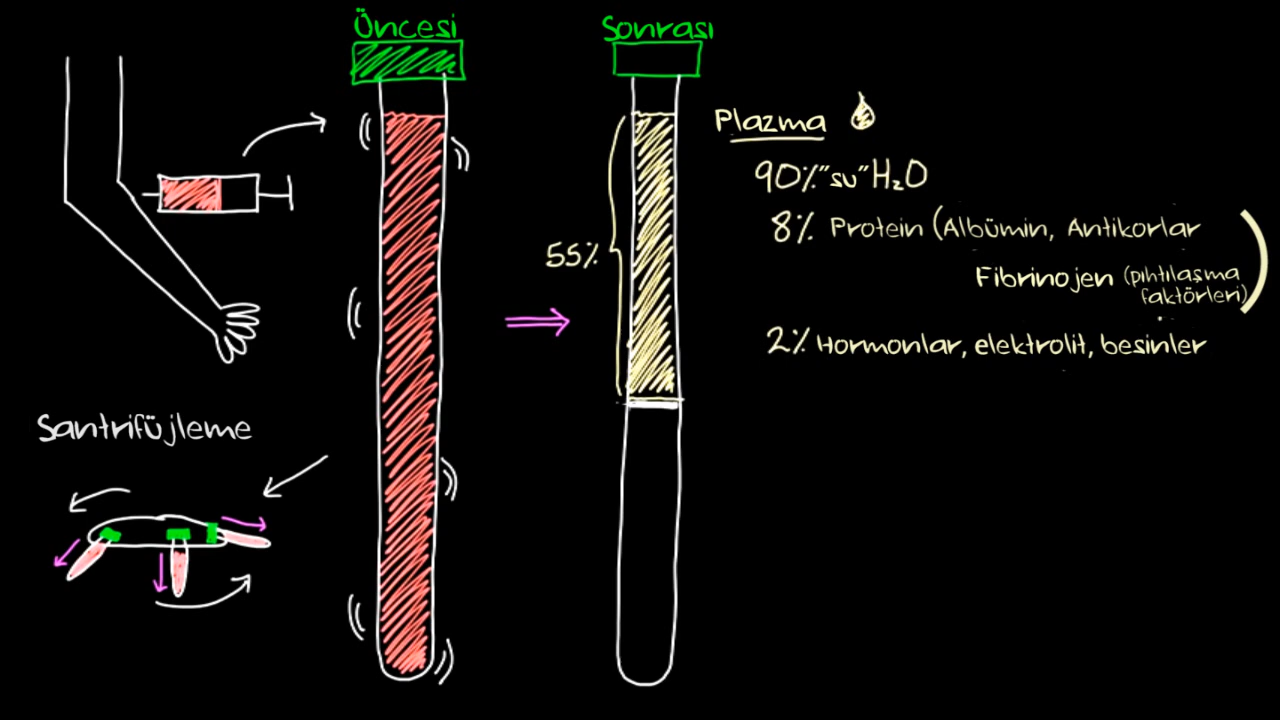 Öncesi
Sonrası
Plazma
90% "su" H₂O
8% Protein (Albümin, Antikorlar
Fibrinojen (pıhtılaşma
faktörleri)
55%
2% Hormonlar, elektrolit, besinler
Santrifüjleme